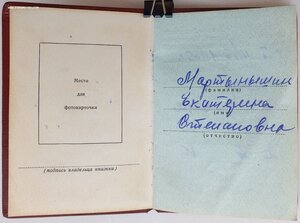 Место
для
фотокарточки
(подпись владельца книжки)
Мартынышин
(фамилия)
Екатерина
(имя)
Степановна
(отчество)